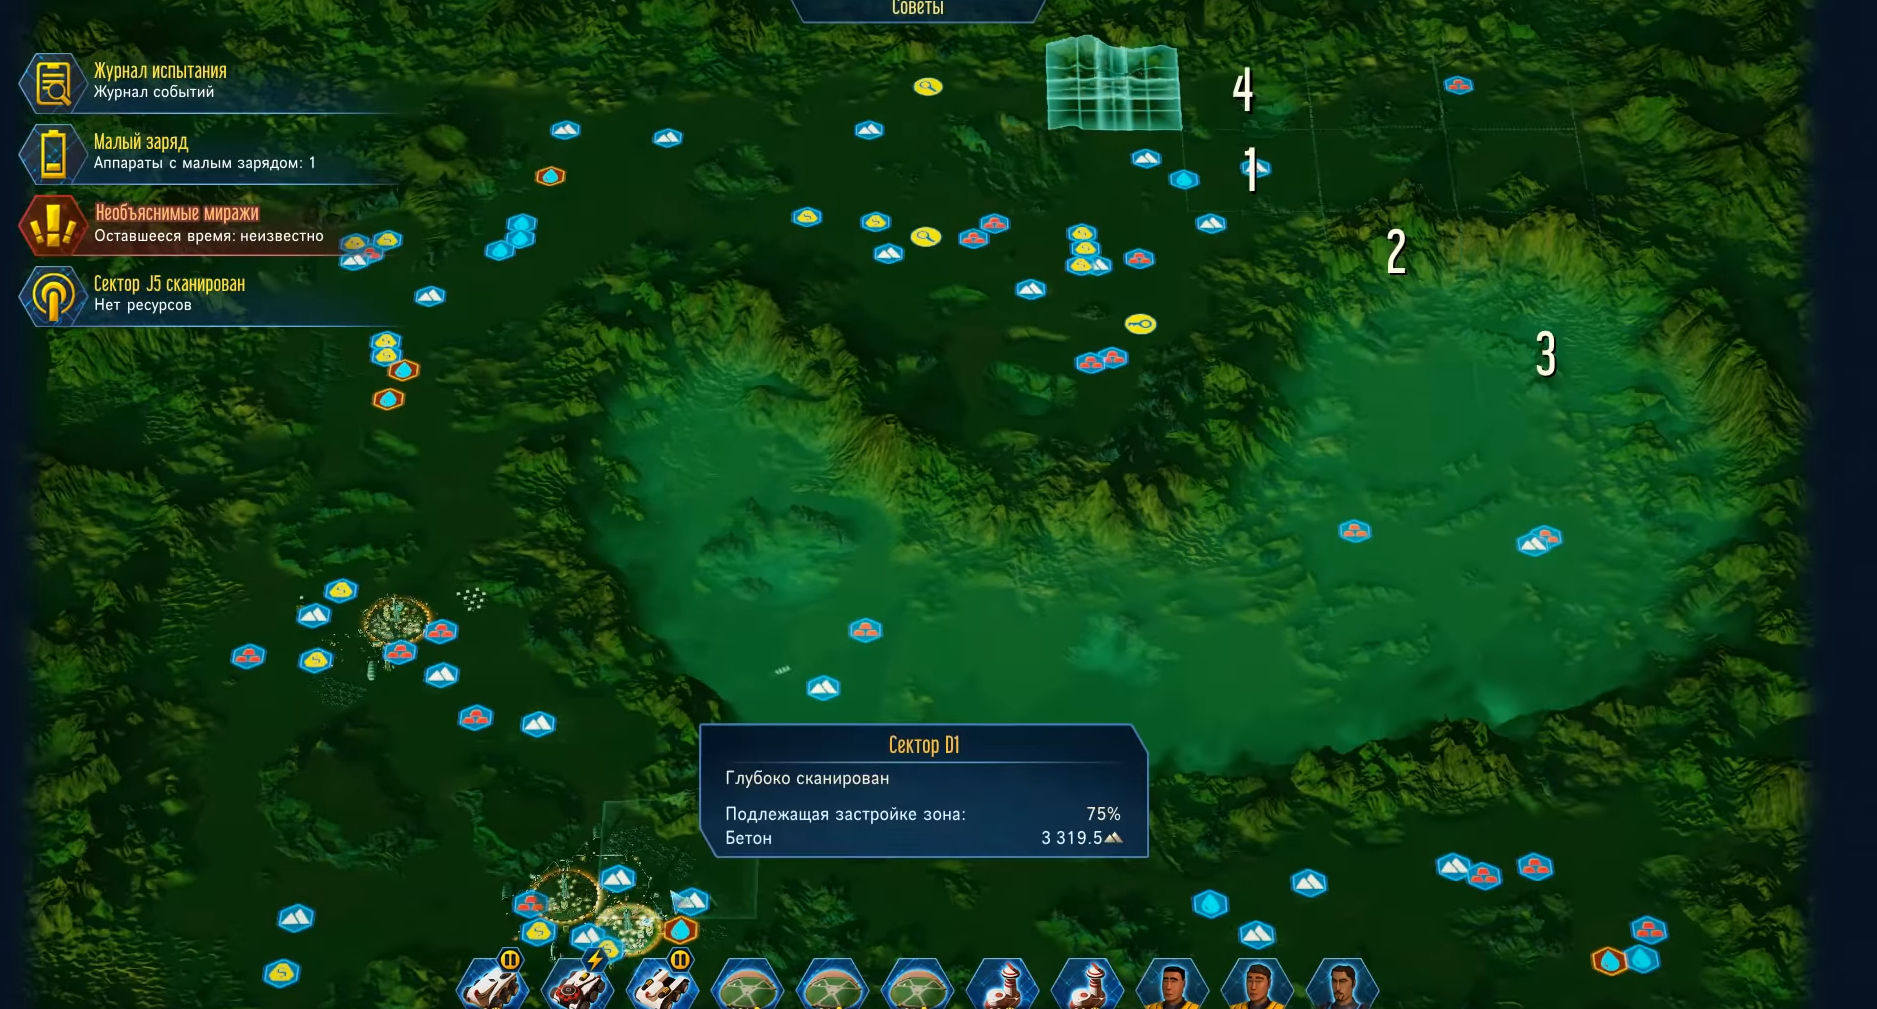 Советы
Журнал испытания
Журнал событий
Малый заряд
Аппараты с малым зарядом: 1
Необъяснимые миражи
Оставшееся время: неизвестно
Сектор J5 сканирован
Нет ресурсов
4
1
2
3
Сектор D1
Глубоко сканирован
Подлежащая застройке зона: 75%
Бетон 3 319.5